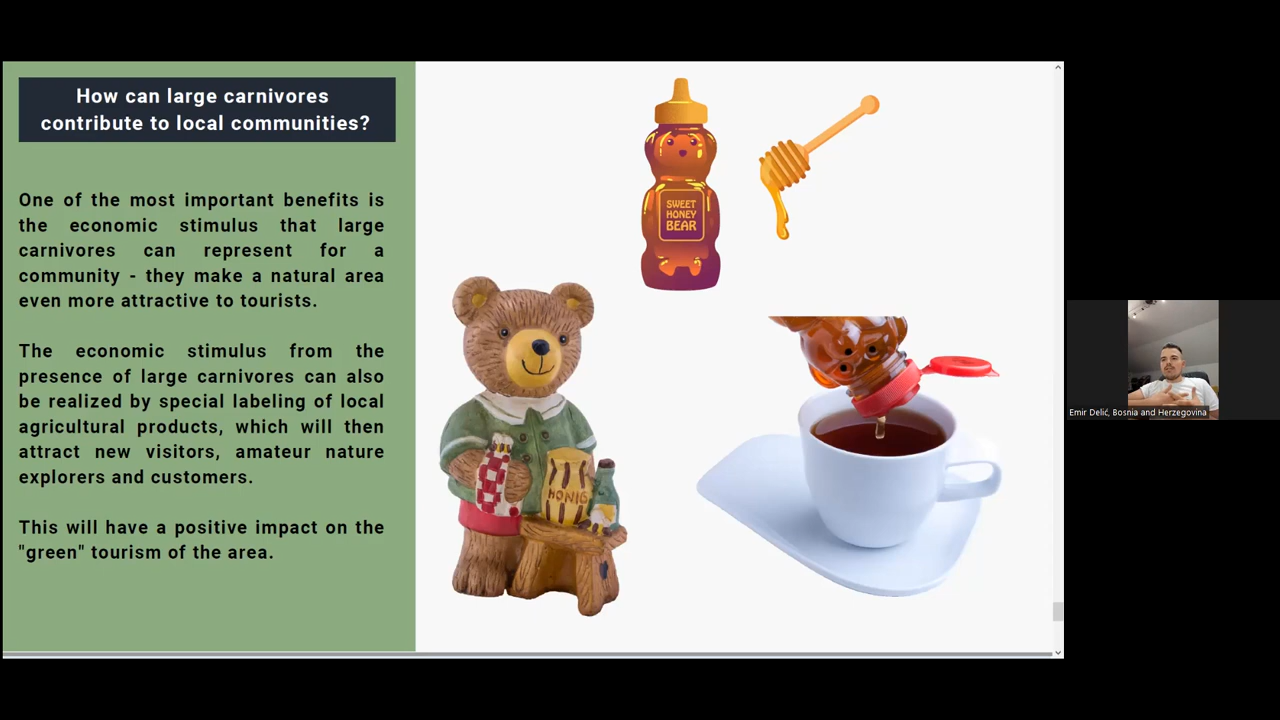 How can large carnivores
contribute to local communities?
One of the most important benefits is
the economic stimulus that large
carnivores can represent for a
community - they make a natural area
even more attractive to tourists.
The economic stimulus from the
presence of large carnivores can also
be realized by special labeling of local
agricultural products, which will then
attract new visitors, amateur nature
explorers and customers.
This will have a positive impact on the
"green" tourism of the area.
SWEET
HONEY
BEAR
HONIG
Emir Delić, Bosnia and Herzegovina